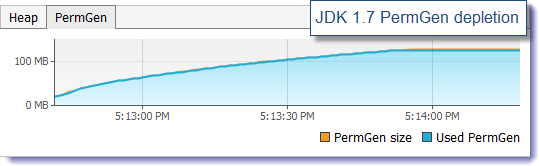 Heap PermGen JDK 1.7 PermGen depletion
100 MB
0 MB
5:13:00 PM 5:13:30 PM 5:14:00 PM
PermGen size Used PermGen